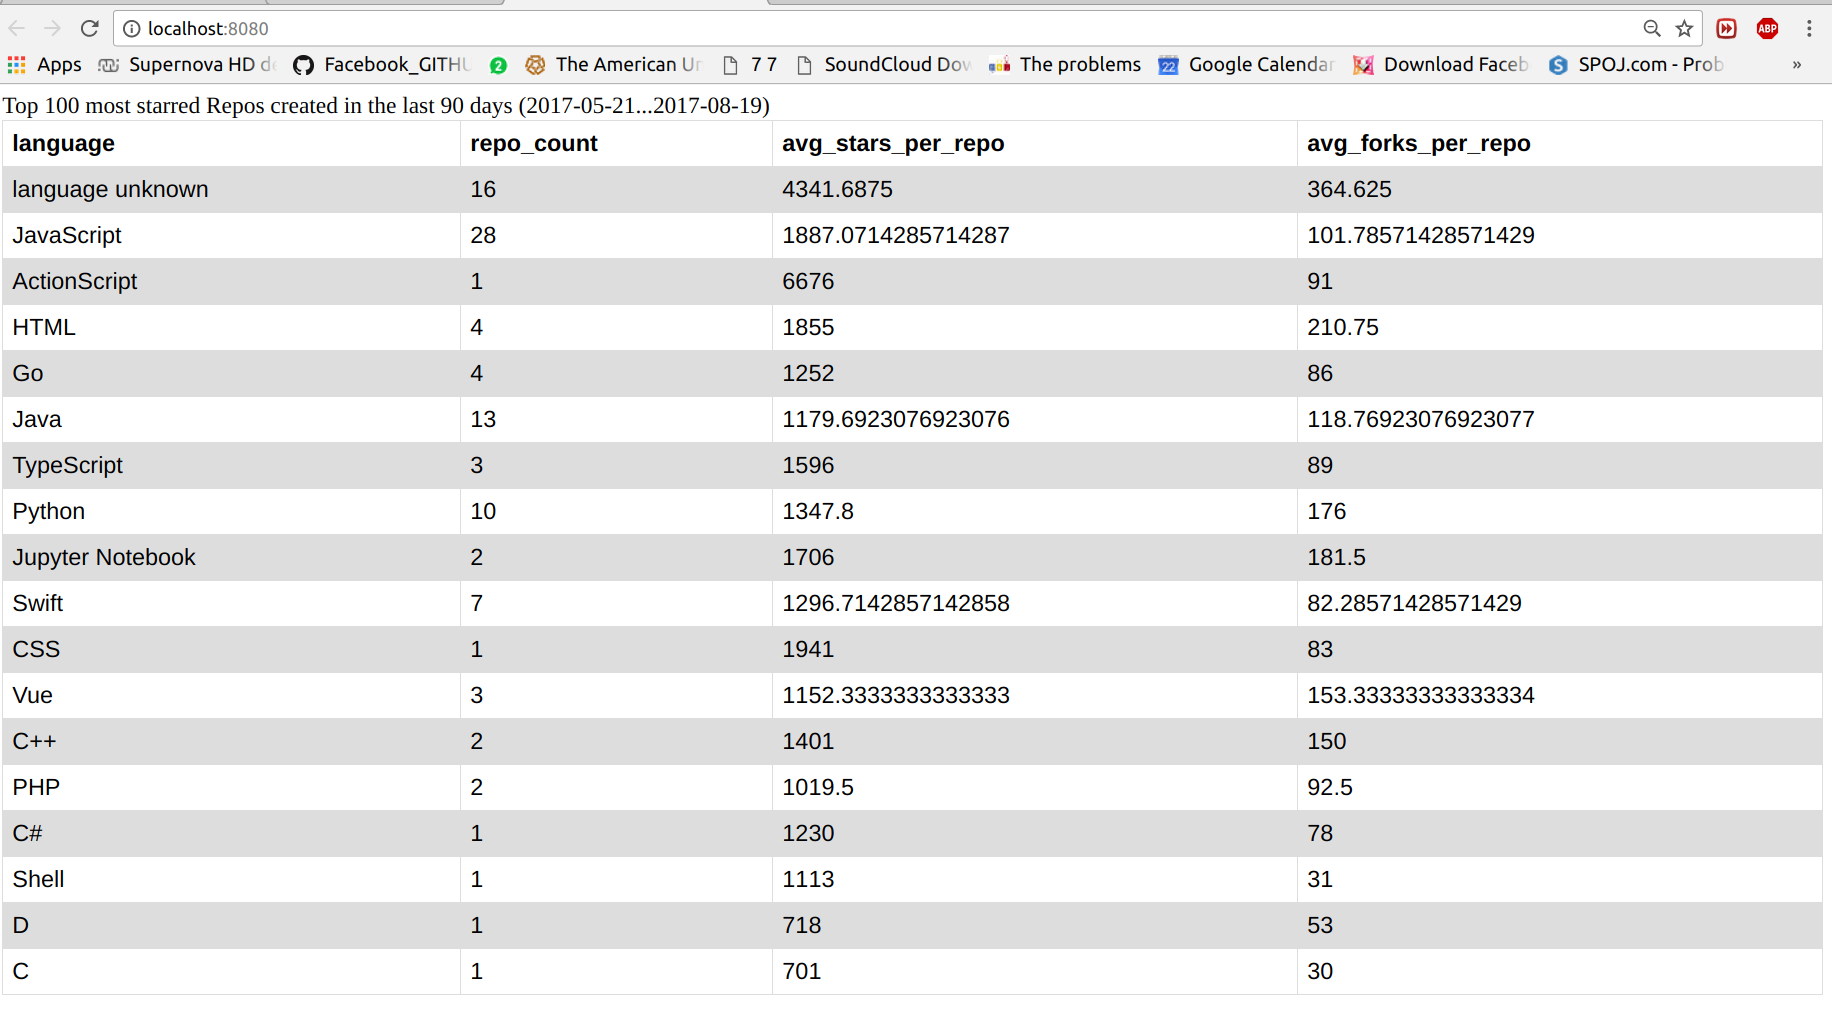 localhost:8080
Apps Supernova HD Facebook_GITHU 2 The American 7 7 SoundCloud The problems 22 Google Calendar Download S SPOJ.com -
ABP
Top 100 most starred Repos created in the last 90 days (2017-05-21...2017-08-19)
language repo_count avg_stars_per_repo avg_forks_per_repo
language unknown 16 4341.6875 364.625
JavaScript 28 1887.0714285714287 101.78571428571429
ActionScript 1 6676 91
HTML 4 1855 210.75
Go 4 1252 86
Java 13 1179.6923076923076 118.76923076923077
TypeScript 3 1596 89
Python 10 1347.8 176
Jupyter Notebook 2 1706 181.5
Swift 7 1296.7142857142858 82.28571428571429
CSS 1 1941 83
Vue 3 1152.3333333333333 153.33333333333334
C++ 2 1401 150
PHP 2 1019.5 92.5
C# 1 1230 78
Shell 1 1113 31
D 1 718 53
C 1 701 30